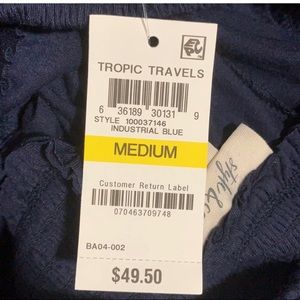 TROPIC TRAVELS
6 36189 30131 9
STYLE 100037146
INDUSTRIAL BLUE
MEDIUM
Customer Return Label
070463709748
BA04-002
$49.50
style &